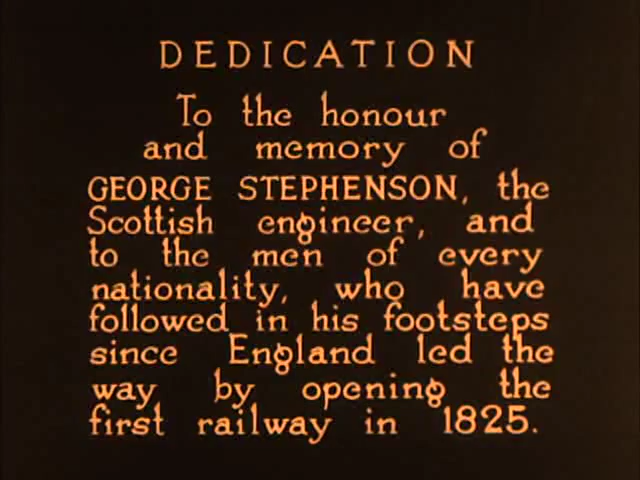 DEDICATION
To the honour
and memory of
GEORGE STEPHENSON, the
Scottish engineer, and
to the men of every
nationality, who have
followed in his footsteps
since England led the
way by opening the
first railway in 1825.